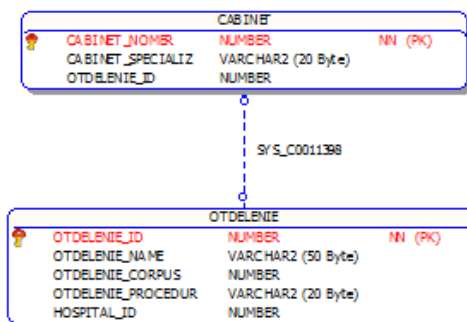 CABINET
CABINET_NOMER NUMBER NN (PK)
CABINET_SPECIALIZ VARCHAR2 (20 Byte)
OTDELENIE_ID NUMBER
SYS_C0011398
OTDELENIE
OTDELENIE_ID NUMBER NN (PK)
OTDELENIE_NAME VARCHAR2 (50 Byte)
OTDELENIE_CORPUS NUMBER
OTDELENIE_PROCEDUR VARCHAR2 (20 Byte)
HOSPITAL_ID NUMBER